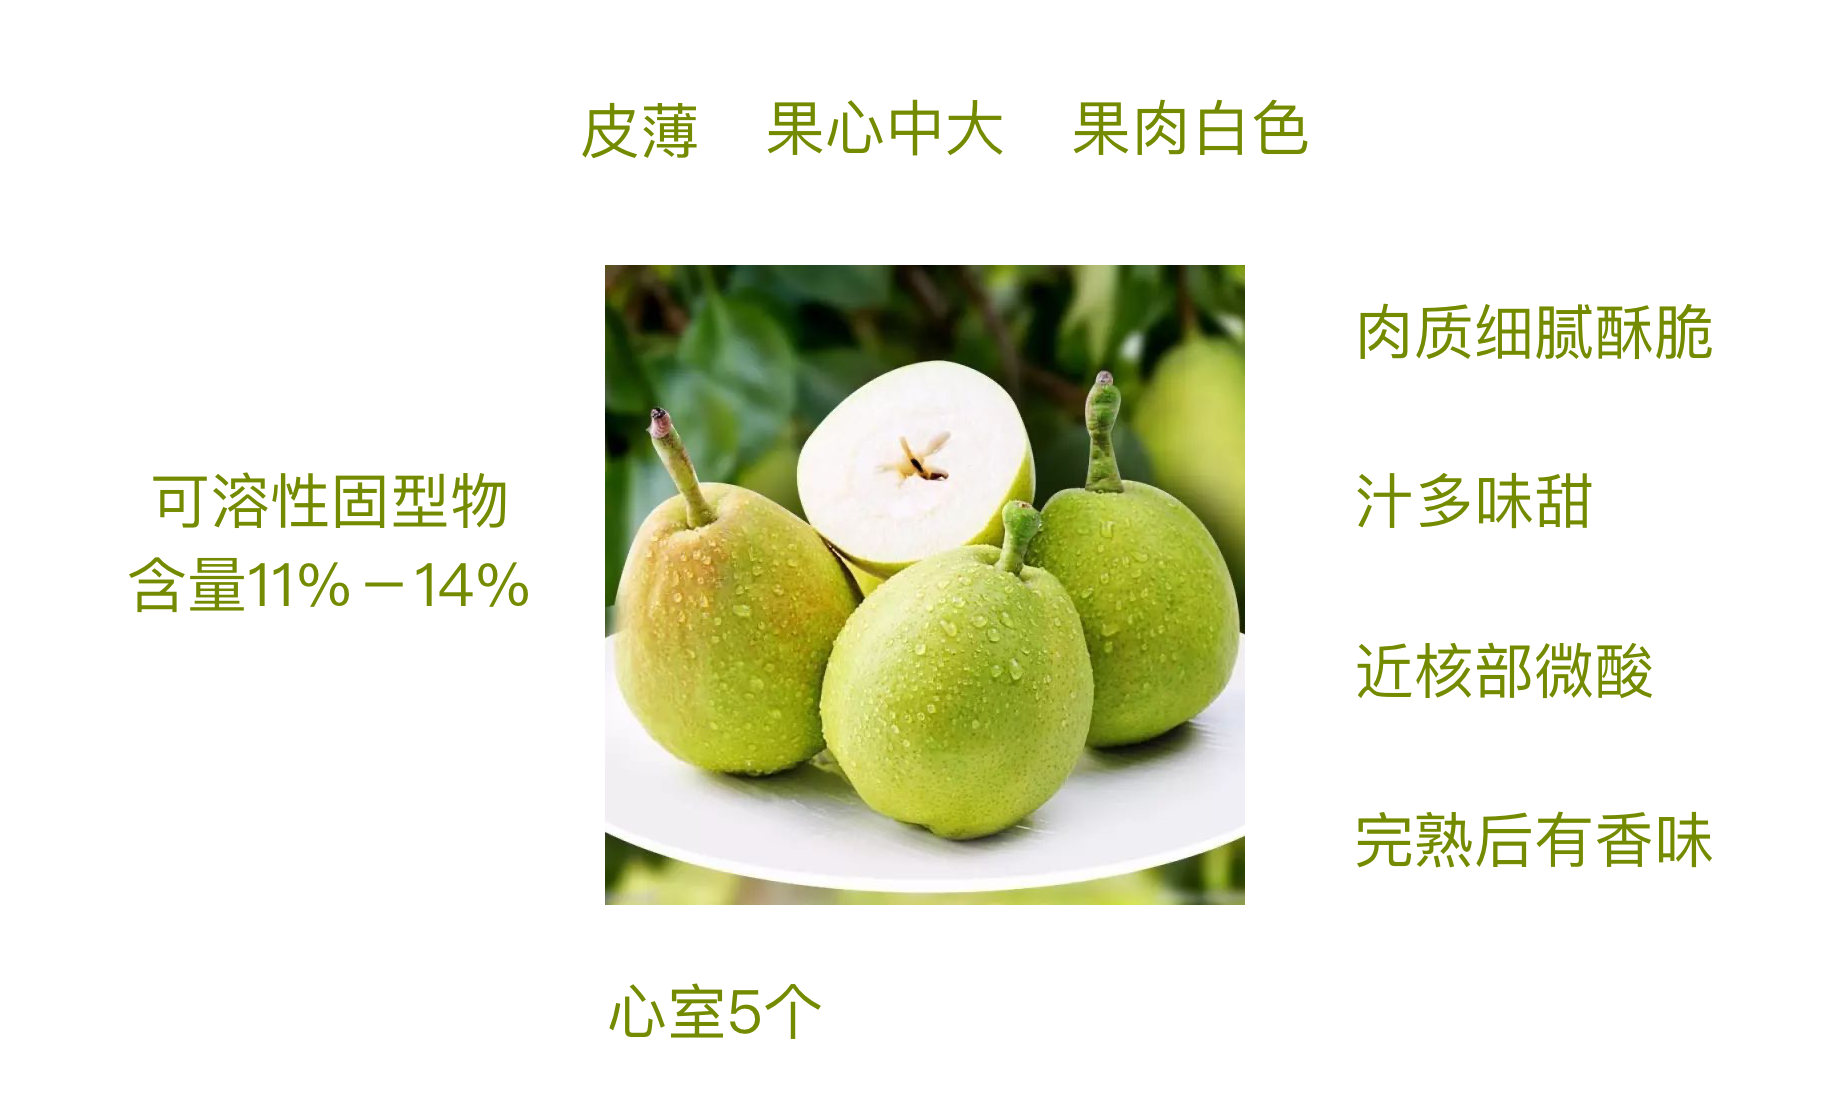 皮薄 果心中大 果肉白色
肉质细腻酥脆
可溶性固型物
含量11%－14%
汁多味甜
近核部微酸
完熟后有香味
心室5个